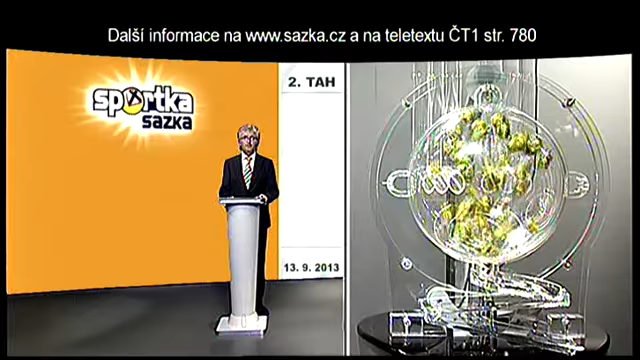 Další informace na www.sazka.cz a na teletextu ČT1 str. 780
sportka
sazka
2. TAH
13. 9. 2013